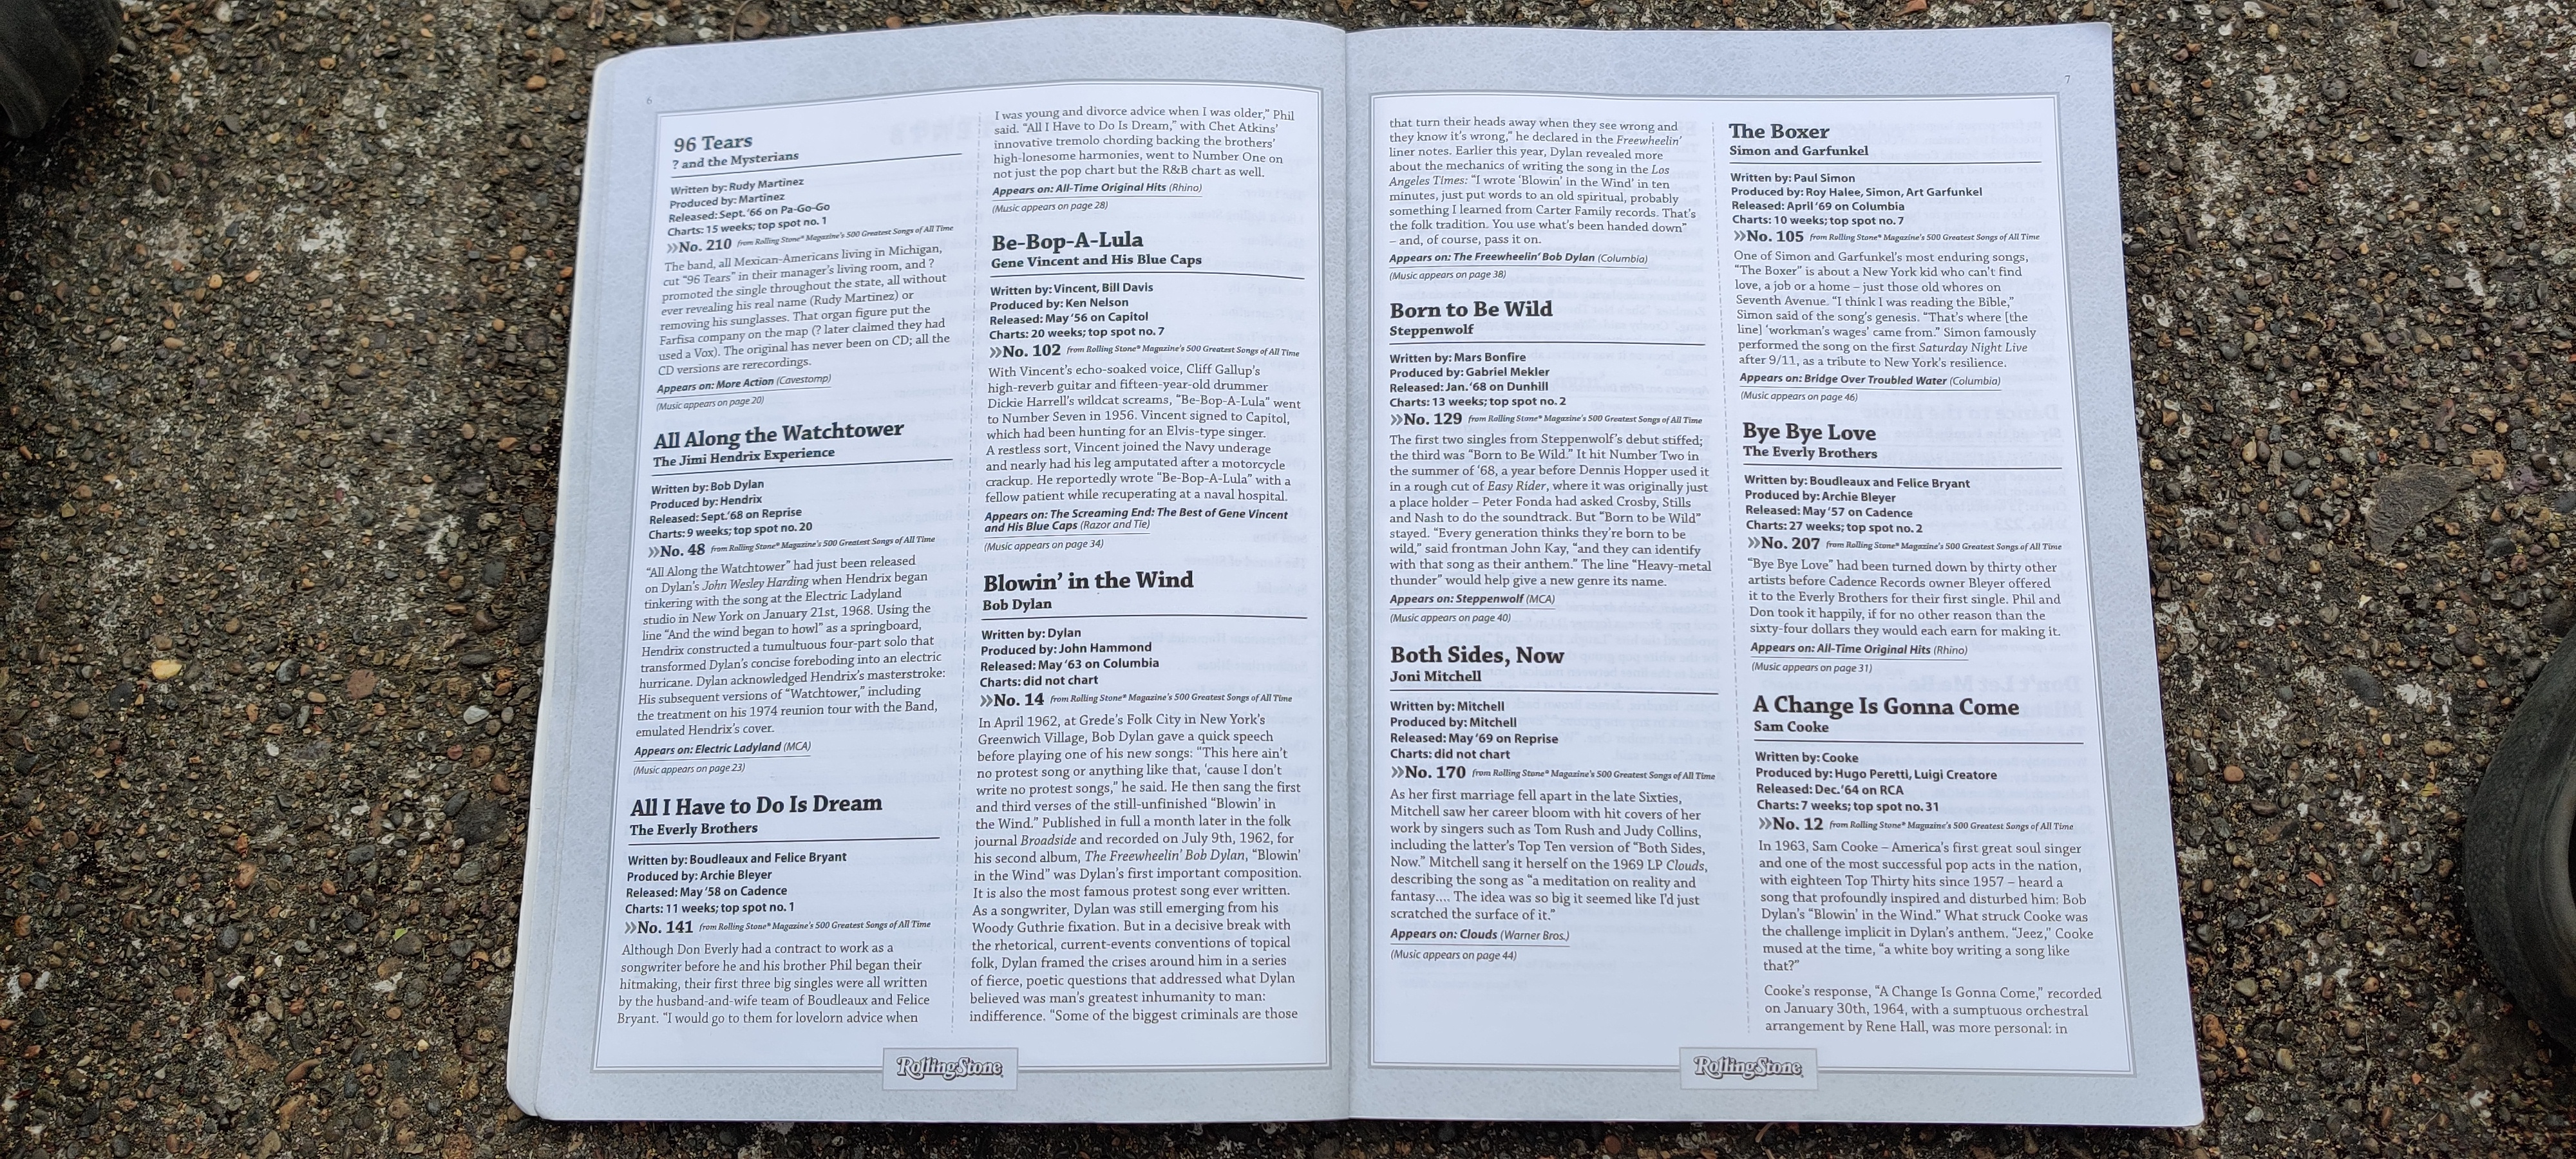 6
96 Tears
? and the Mysterians
Written by: Rudy Martinez
Produced by: Martinez
Released: Sept. '66 on Pa-Go-Go
Charts: 15 weeks; top spot no. 1
»No. 210 from Rolling Stone® Magazine's 500 Greatest Songs of All Time
The band, all Mexican-Americans living in Michigan,
cut “96 Tears” in their manager's living room, and ?
promoted the single throughout the state, all without
ever revealing his real name (Rudy Martinez) or
removing his sunglasses. That organ figure put the
Farfisa company on the map (? later claimed they had
used a Vox). The original has never been on CD; all the
CD versions are rerecordings.
Appears on: More Action (Cavestomp)
(Music appears on page 20)
All Along the Watchtower
The Jimi Hendrix Experience
Written by: Bob Dylan
Produced by: Hendrix
Released: Sept. '68 on Reprise
Charts: 9 weeks; top spot no. 20
»No. 48 from Rolling Stone® Magazine's 500 Greatest Songs of All Time
“All Along the Watchtower” had just been released
on Dylan's John Wesley Harding when Hendrix began
tinkering with the song at the Electric Ladyland
studio in New York on January 21st, 1968. Using the
line “And the wind began to howl” as a springboard,
Hendrix constructed a tumultuous four-part solo that
transformed Dylan's concise foreboding into an electric
hurricane. Dylan acknowledged Hendrix's masterstroke:
His subsequent versions of “Watchtower,” including
the treatment on his 1974 reunion tour with the Band,
emulated Hendrix's cover.
Appears on: Electric Ladyland (MCA)
(Music appears on page 23)
All I Have to Do Is Dream
The Everly Brothers
Written by: Boudleaux and Felice Bryant
Produced by: Archie Bleyer
Released: May '58 on Cadence
Charts: 11 weeks; top spot no. 1
»No. 141 from Rolling Stone® Magazine's 500 Greatest Songs of All Time
Although Don Everly had a contract to work as a
songwriter before he and his brother Phil began their
hitmaking, their first three big singles were all written
by the husband-and-wife team of Boudleaux and Felice
Bryant. “I would go to them for lovelorn advice when
I was young and divorce advice when I was older,” Phil
said. “All I Have to Do Is Dream,” with Chet Atkins'
innovative tremolo chording backing the brothers'
high-lonesome harmonies, went to Number One on
not just the pop chart but the R&B chart as well.
Appears on: All-Time Original Hits (Rhino)
(Music appears on page 28)
Be-Bop-A-Lula
Gene Vincent and His Blue Caps
Written by: Vincent, Bill Davis
Produced by: Ken Nelson
Released: May '56 on Capitol
Charts: 20 weeks; top spot no. 7
»No. 102 from Rolling Stone® Magazine's 500 Greatest Songs of All Time
With Vincent's echo-soaked voice, Cliff Gallup's
high-reverb guitar and fifteen-year-old drummer
Dickie Harrell's wildcat screams, “Be-Bop-A-Lula” went
to Number Seven in 1956. Vincent signed to Capitol,
which had been hunting for an Elvis-type singer.
A restless sort, Vincent joined the Navy underage
and nearly had his leg amputated after a motorcycle
crackup. He reportedly wrote “Be-Bop-A-Lula” with a
fellow patient while recuperating at a naval hospital.
Appears on: The Screaming End: The Best of Gene Vincent
and His Blue Caps (Razor and Tie)
(Music appears on page 34)
Blowin' in the Wind
Bob Dylan
Written by: Dylan
Produced by: John Hammond
Released: May '63 on Columbia
Charts: did not chart
»No. 14 from Rolling Stone® Magazine's 500 Greatest Songs of All Time
In April 1962, at Grede's Folk City in New York's
Greenwich Village, Bob Dylan gave a quick speech
before playing one of his new songs: “This here ain't
no protest song or anything like that, 'cause I don't
write no protest songs,” he said. He then sang the first
and third verses of the still-unfinished “Blowin' in
the Wind.” Published in full a month later in the folk
journal Broadside and recorded on July 9th, 1962, for
his second album, The Freewheelin' Bob Dylan, “Blowin'
in the Wind” was Dylan's first important composition.
It is also the most famous protest song ever written.
As a songwriter, Dylan was still emerging from his
Woody Guthrie fixation. But in a decisive break with
the rhetorical, current-events conventions of topical
folk, Dylan framed the crises around him in a series
of fierce, poetic questions that addressed what Dylan
believed was man's greatest inhumanity to man:
indifference. “Some of the biggest criminals are those
RollingStone
7
that turn their heads away when they see wrong and
they know it's wrong,” he declared in the Freewheelin'
liner notes. Earlier this year, Dylan revealed more
about the mechanics of writing the song in the Los
Angeles Times: “I wrote 'Blowin' in the Wind' in ten
minutes, just put words to an old spiritual, probably
something I learned from Carter Family records. That's
the folk tradition. You use what's been handed down”
– and, of course, pass it on.
Appears on: The Freewheelin' Bob Dylan (Columbia)
(Music appears on page 38)
Born to Be Wild
Steppenwolf
Written by: Mars Bonfire
Produced by: Gabriel Mekler
Released: Jan. '68 on Dunhill
Charts: 13 weeks; top spot no. 2
»No. 129 from Rolling Stone® Magazine's 500 Greatest Songs of All Time
The first two singles from Steppenwolf's debut stiffed;
the third was “Born to Be Wild.” It hit Number Two in
the summer of '68, a year before Dennis Hopper used it
in a rough cut of Easy Rider, where it was originally just
a place holder – Peter Fonda had asked Crosby, Stills
and Nash to do the soundtrack. But “Born to be Wild”
stayed. “Every generation thinks they're born to be
wild,” said frontman John Kay, “and they can identify
with that song as their anthem.” The line “Heavy-metal
thunder” would help give a new genre its name.
Appears on: Steppenwolf (MCA)
(Music appears on page 40)
Both Sides, Now
Joni Mitchell
Written by: Mitchell
Produced by: Mitchell
Released: May '69 on Reprise
Charts: did not chart
»No. 170 from Rolling Stone® Magazine's 500 Greatest Songs of All Time
As her first marriage fell apart in the late Sixties,
Mitchell saw her career bloom with hit covers of her
work by singers such as Tom Rush and Judy Collins,
including the latter's Top Ten version of “Both Sides,
Now.” Mitchell sang it herself on the 1969 LP Clouds,
describing the song as “a meditation on reality and
fantasy.... The idea was so big it seemed like I'd just
scratched the surface of it.”
Appears on: Clouds (Warner Bros.)
(Music appears on page 44)
The Boxer
Simon and Garfunkel
Written by: Paul Simon
Produced by: Roy Halee, Simon, Art Garfunkel
Released: April '69 on Columbia
Charts: 10 weeks; top spot no. 7
»No. 105 from Rolling Stone® Magazine's 500 Greatest Songs of All Time
One of Simon and Garfunkel's most enduring songs,
“The Boxer” is about a New York kid who can't find
love, a job or a home – just those old whores on
Seventh Avenue. “I think I was reading the Bible,”
Simon said of the song's genesis. “That's where [the
line] 'workman's wages' came from.” Simon famously
performed the song on the first Saturday Night Live
after 9/11, as a tribute to New York's resilience.
Appears on: Bridge Over Troubled Water (Columbia)
(Music appears on page 46)
Bye Bye Love
The Everly Brothers
Written by: Boudleaux and Felice Bryant
Produced by: Archie Bleyer
Released: May '57 on Cadence
Charts: 27 weeks; top spot no. 2
»No. 207 from Rolling Stone® Magazine's 500 Greatest Songs of All Time
“Bye Bye Love” had been turned down by thirty other
artists before Cadence Records owner Bleyer offered
it to the Everly Brothers for their first single. Phil and
Don took it happily, if for no other reason than the
sixty-four dollars they would each earn for making it.
Appears on: All-Time Original Hits (Rhino)
(Music appears on page 31)
A Change Is Gonna Come
Sam Cooke
Written by: Cooke
Produced by: Hugo Peretti, Luigi Creatore
Released: Dec. '64 on RCA
Charts: 7 weeks; top spot no. 31
»No. 12 from Rolling Stone® Magazine's 500 Greatest Songs of All Time
In 1963, Sam Cooke – America's first great soul singer
and one of the most successful pop acts in the nation,
with eighteen Top Thirty hits since 1957 – heard a
song that profoundly inspired and disturbed him: Bob
Dylan's “Blowin' in the Wind.” What struck Cooke was
the challenge implicit in Dylan's anthem. “Jeez,” Cooke
mused at the time, “a white boy writing a song like
that?”
Cooke's response, “A Change Is Gonna Come,” recorded
on January 30th, 1964, with a sumptuous orchestral
arrangement by Rene Hall, was more personal: in
RollingStone